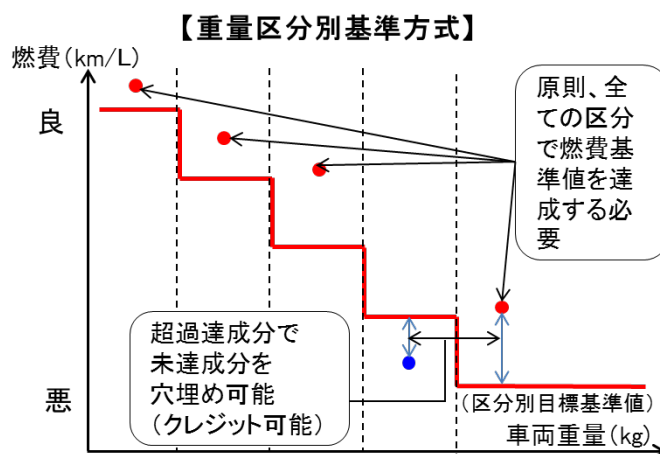 【重量区分別基準方式】
燃費(km/L)
良
原則、全
ての区分
で燃費基
準値を達
成する必
要
超過達成分で
未達成分を
穴埋め可能
(クレジット可能)
悪
(区分別目標基準値)
車両重量(kg)